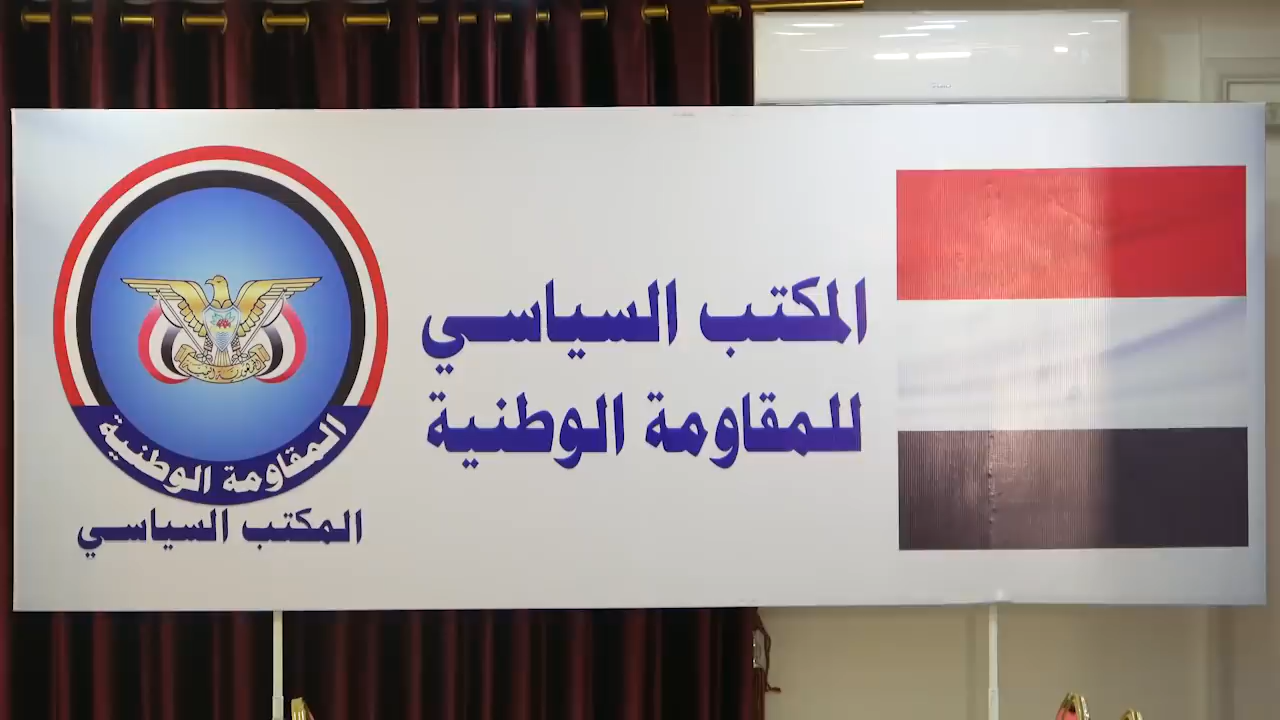 المكتب السياسي
للمقاومة الوطنية
المقاومة الوطنية
المكتب السياسي